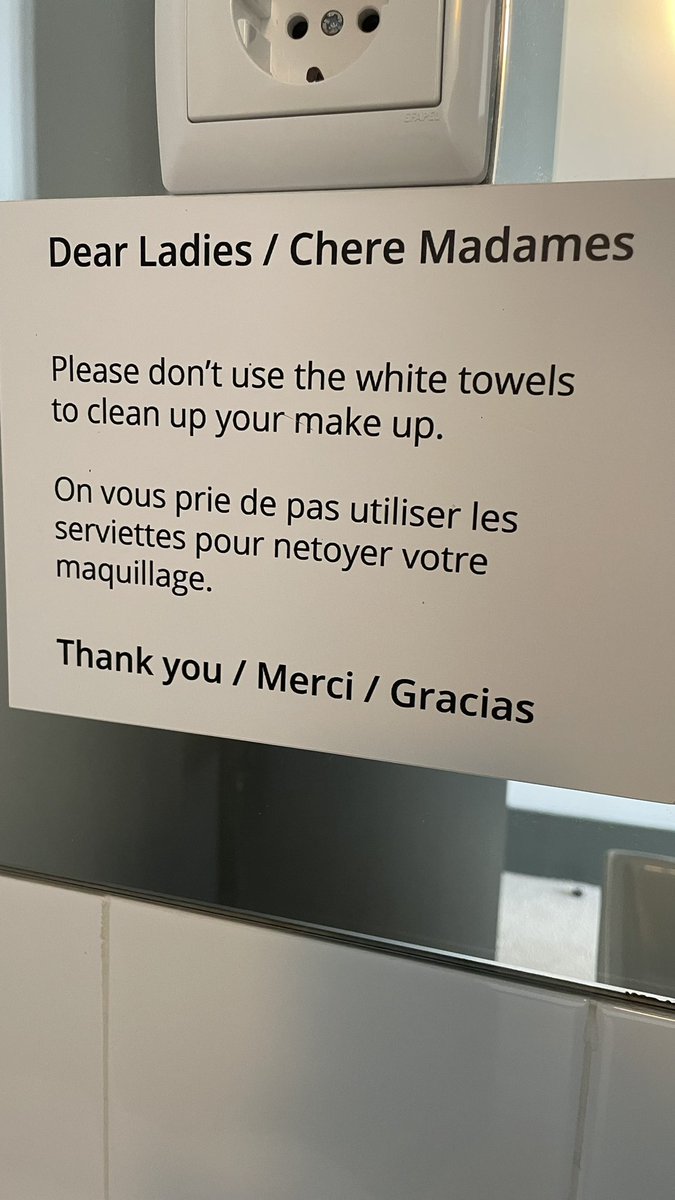 EFAPEL
Dear Ladies / Chere Madames
Please don’t use the white towels
to clean up your make up.
On vous prie de pas utiliser les
serviettes pour netoyer votre
maquillage.
Thank you / Merci / Gracias